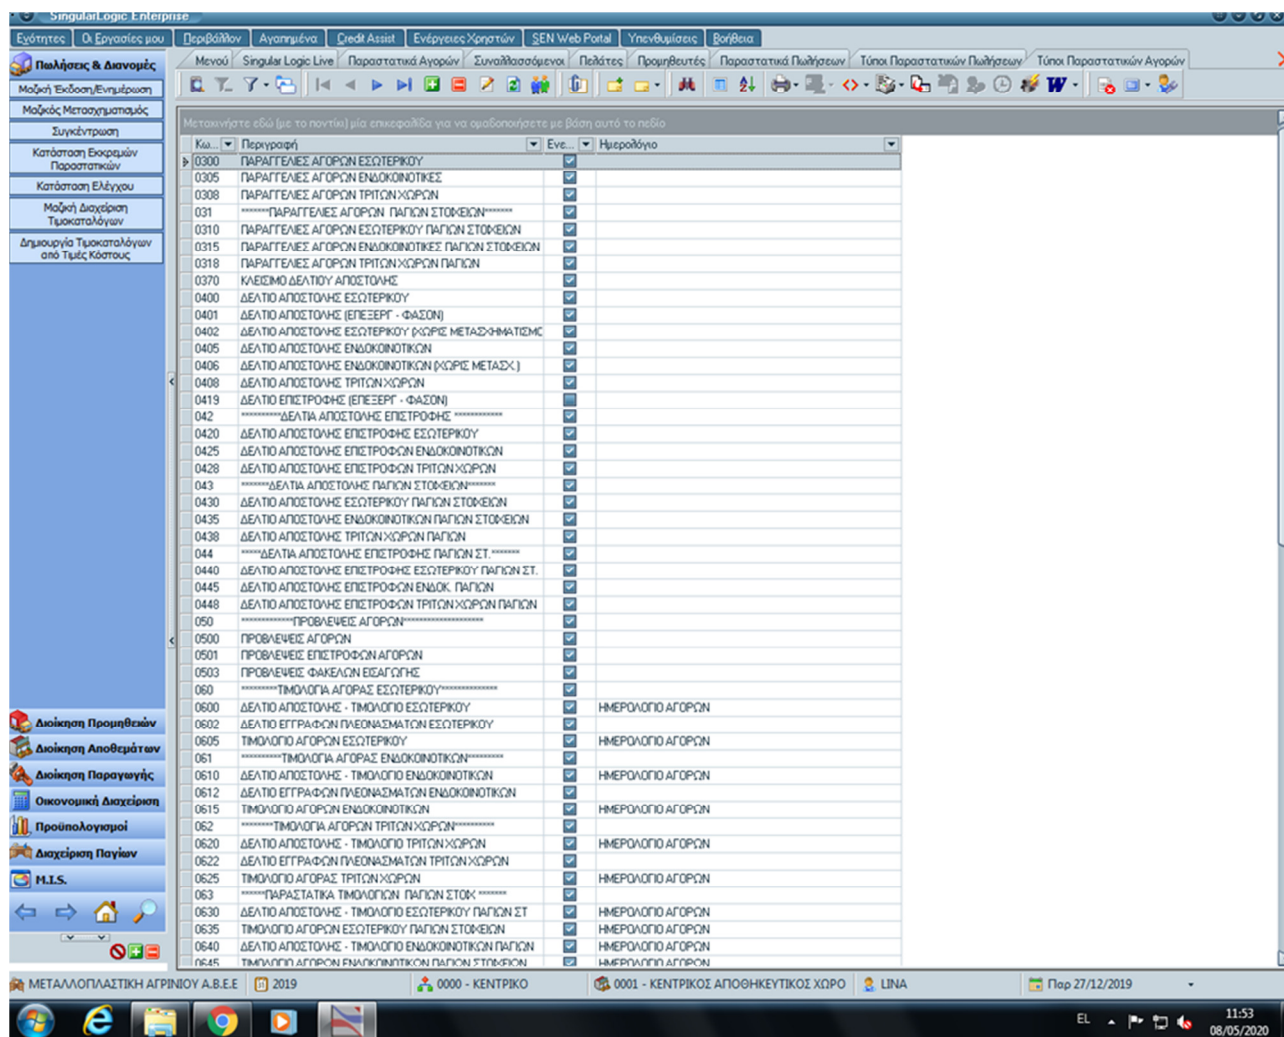 SingularLogic Enterprise
Ενότητες Οι Εργασίες μου Περιβάλλον Αγαπημένα Credit Assist Ενέργειες Χρηστών SEN Web Portal Υπενθυμίσεις Βοήθεια
Πωλήσεις & Διανομές
Μενού Singular Logic Live Παραστατικά Αγορών Συναλλασσόμενοι Πελάτες Προμηθευτές Παραστατικά Πωλήσεων Τύποι Παραστατικών Πωλήσεων Τύποι Παραστατικών Αγορών
Μαζική Έκδοση/Ενημέρωση
Μαζικός Μετασχηματισμός
Συγκέντρωση
Κατάσταση Εκκρεμών
Παραστατικών
Κατάσταση Ελέγχου
Μαζική Διαχείριση
Τιμοκαταλόγων
Δημιουργία Τιμοκαταλόγων
από Τιμές Κόστους
Μετακινήστε εδώ (με το ποντίκι) μία επικεφαλίδα για να ομαδοποιήσετε με βάση αυτό το πεδίο
Κω... Περιγραφή Ενε... Ημερολόγιο
0300 ΠΑΡΑΓΓΕΛΙΕΣ ΑΓΟΡΩΝ ΕΣΩΤΕΡΙΚΟΥ
0305 ΠΑΡΑΓΓΕΛΙΕΣ ΑΓΟΡΩΝ ΕΝΔΟΚΟΙΝΟΤΙΚΕΣ
0308 ΠΑΡΑΓΓΕΛΙΕΣ ΑΓΟΡΩΝ ΤΡΙΤΩΝ ΧΩΡΩΝ
031 *******ΠΑΡΑΓΓΕΛΙΕΣ ΑΓΟΡΩΝ ΠΑΓΙΩΝ ΣΤΟΙΧΕΙΩΝ*******
0310 ΠΑΡΑΓΓΕΛΙΕΣ ΑΓΟΡΩΝ ΕΣΩΤΕΡΙΚΟΥ ΠΑΓΙΩΝ ΣΤΟΙΧΕΙΩΝ
0315 ΠΑΡΑΓΓΕΛΙΕΣ ΑΓΟΡΩΝ ΕΝΔΟΚΟΙΝΟΤΙΚΕΣ ΠΑΓΙΩΝ ΣΤΟΙΧΕΙΩΝ
0318 ΠΑΡΑΓΓΕΛΙΕΣ ΑΓΟΡΩΝ ΤΡΙΤΩΝ ΧΩΡΩΝ ΠΑΓΙΩΝ
0370 ΚΛΕΙΣΙΜΟ ΔΕΛΤΙΟΥ ΑΠΟΣΤΟΛΗΣ
0400 ΔΕΛΤΙΟ ΑΠΟΣΤΟΛΗΣ ΕΣΩΤΕΡΙΚΟΥ
0401 ΔΕΛΤΙΟ ΑΠΟΣΤΟΛΗΣ (ΕΠΕΞΕΡΓ - ΦΑΣΟΝ)
0402 ΔΕΛΤΙΟ ΑΠΟΣΤΟΛΗΣ ΕΣΩΤΕΡΙΚΟΥ (ΧΩΡΙΣ ΜΕΤΑΣΧΗΜΑΤΙΣΜΟ
0405 ΔΕΛΤΙΟ ΑΠΟΣΤΟΛΗΣ ΕΝΔΟΚΟΙΝΟΤΙΚΩΝ
0406 ΔΕΛΤΙΟ ΑΠΟΣΤΟΛΗΣ ΕΝΔΟΚΟΙΝΟΤΙΚΩΝ (ΧΩΡΙΣ ΜΕΤΑΣΧ.)
0408 ΔΕΛΤΙΟ ΑΠΟΣΤΟΛΗΣ ΤΡΙΤΩΝ ΧΩΡΩΝ
0419 ΔΕΛΤΙΟ ΕΠΙΣΤΡΟΦΗΣ (ΕΠΕΞΕΡΓ - ΦΑΣΟΝ)
042 **********ΔΕΛΤΙΑ ΑΠΟΣΤΟΛΗΣ ΕΠΙΣΤΡΟΦΗΣ ************
0420 ΔΕΛΤΙΟ ΑΠΟΣΤΟΛΗΣ ΕΠΙΣΤΡΟΦΗΣ ΕΣΩΤΕΡΙΚΟΥ
0425 ΔΕΛΤΙΟ ΑΠΟΣΤΟΛΗΣ ΕΠΙΣΤΡΟΦΩΝ ΕΝΔΟΚΟΙΝΟΤΙΚΩΝ
0428 ΔΕΛΤΙΟ ΑΠΟΣΤΟΛΗΣ ΕΠΙΣΤΡΟΦΩΝ ΤΡΙΤΩΝ ΧΩΡΩΝ
043 *******ΔΕΛΤΙΑ ΑΠΟΣΤΟΛΗΣ ΠΑΓΙΩΝ ΣΤΟΙΧΕΙΩΝ*******
0430 ΔΕΛΤΙΟ ΑΠΟΣΤΟΛΗΣ ΕΣΩΤΕΡΙΚΟΥ ΠΑΓΙΩΝ ΣΤΟΙΧΕΙΩΝ
0435 ΔΕΛΤΙΟ ΑΠΟΣΤΟΛΗΣ ΕΝΔΟΚΟΙΝΟΤΙΚΩΝ ΠΑΓΙΩΝ ΣΤΟΙΧΕΙΩΝ
0438 ΔΕΛΤΙΟ ΑΠΟΣΤΟΛΗΣ ΤΡΙΤΩΝ ΧΩΡΩΝ ΠΑΓΙΩΝ
044 *****ΔΕΛΤΙΑ ΑΠΟΣΤΟΛΗΣ ΕΠΙΣΤΡΟΦΗΣ ΠΑΓΙΩΝ ΣΤ.*******
0440 ΔΕΛΤΙΟ ΑΠΟΣΤΟΛΗΣ ΕΠΙΣΤΡΟΦΗΣ ΕΣΩΤΕΡΙΚΟΥ ΠΑΓΙΩΝ ΣΤ.
0445 ΔΕΛΤΙΟ ΑΠΟΣΤΟΛΗΣ ΕΠΙΣΤΡΟΦΩΝ ΕΝΔΟΚ. ΠΑΓΙΩΝ
0448 ΔΕΛΤΙΟ ΑΠΟΣΤΟΛΗΣ ΕΠΙΣΤΡΟΦΩΝ ΤΡΙΤΩΝ ΧΩΡΩΝ ΠΑΓΙΩΝ
050 *************ΠΡΟΒΛΕΨΕΙΣ ΑΓΟΡΩΝ********************
0500 ΠΡΟΒΛΕΨΕΙΣ ΑΓΟΡΩΝ
0501 ΠΡΟΒΛΕΨΕΙΣ ΕΠΙΣΤΡΟΦΩΝ ΑΓΟΡΩΝ
0503 ΠΡΟΒΛΕΨΕΙΣ ΦΑΚΕΛΩΝ ΕΙΣΑΓΩΓΗΣ
060 *********ΤΙΜΟΛΟΓΙΑ ΑΓΟΡΑΣ ΕΣΩΤΕΡΙΚΟΥ**************
0600 ΔΕΛΤΙΟ ΑΠΟΣΤΟΛΗΣ - ΤΙΜΟΛΟΓΙΟ ΕΣΩΤΕΡΙΚΟΥ ΗΜΕΡΟΛΟΓΙΟ ΑΓΟΡΩΝ
0602 ΔΕΛΤΙΟ ΕΓΓΡΑΦΩΝ ΠΛΕΟΝΑΣΜΑΤΩΝ ΕΣΩΤΕΡΙΚΟΥ
0605 ΤΙΜΟΛΟΓΙΟ ΑΓΟΡΩΝ ΕΣΩΤΕΡΙΚΟΥ ΗΜΕΡΟΛΟΓΙΟ ΑΓΟΡΩΝ
061 **********ΤΙΜΟΛΟΓΙΑ ΑΓΟΡΑΣ ΕΝΔΟΚΟΙΝΟΤΙΚΩΝ*********
0610 ΔΕΛΤΙΟ ΑΠΟΣΤΟΛΗΣ - ΤΙΜΟΛΟΓΙΟ ΕΝΔΟΚΟΙΝΟΤΙΚΩΝ ΗΜΕΡΟΛΟΓΙΟ ΑΓΟΡΩΝ
0612 ΔΕΛΤΙΟ ΕΓΓΡΑΦΩΝ ΠΛΕΟΝΑΣΜΑΤΩΝ ΕΝΔΟΚΟΙΝΟΤΙΚΩΝ
0615 ΤΙΜΟΛΟΓΙΟ ΑΓΟΡΩΝ ΕΝΔΟΚΟΙΝΟΤΙΚΩΝ ΗΜΕΡΟΛΟΓΙΟ ΑΓΟΡΩΝ
062 ********ΤΙΜΟΛΟΓΙΑ ΑΓΟΡΩΝ ΤΡΙΤΩΝ ΧΩΡΩΝ**********
0620 ΔΕΛΤΙΟ ΑΠΟΣΤΟΛΗΣ - ΤΙΜΟΛΟΓΙΟ ΤΡΙΤΩΝ ΧΩΡΩΝ ΗΜΕΡΟΛΟΓΙΟ ΑΓΟΡΩΝ
0622 ΔΕΛΤΙΟ ΕΓΓΡΑΦΩΝ ΠΛΕΟΝΑΣΜΑΤΩΝ ΤΡΙΤΩΝ ΧΩΡΩΝ
0625 ΤΙΜΟΛΟΓΙΟ ΑΓΟΡΑΣ ΤΡΙΤΩΝ ΧΩΡΩΝ ΗΜΕΡΟΛΟΓΙΟ ΑΓΟΡΩΝ
063 ******ΠΑΡΑΣΤΑΤΙΚΑ ΤΙΜΟΛΟΓΙΩΝ ΠΑΓΙΩΝ ΣΤΟΙΧ *******
0630 ΔΕΛΤΙΟ ΑΠΟΣΤΟΛΗΣ - ΤΙΜΟΛΟΓΙΟ ΕΣΩΤΕΡΙΚΟΥ ΠΑΓΙΩΝ ΣΤ ΗΜΕΡΟΛΟΓΙΟ ΑΓΟΡΩΝ
0635 ΤΙΜΟΛΟΓΙΟ ΑΓΟΡΩΝ ΕΣΩΤΕΡΙΚΟΥ ΠΑΓΙΩΝ ΣΤΟΙΧΕΙΩΝ ΗΜΕΡΟΛΟΓΙΟ ΑΓΟΡΩΝ
0640 ΔΕΛΤΙΟ ΑΠΟΣΤΟΛΗΣ - ΤΙΜΟΛΟΓΙΟ ΕΝΔΟΚΟΙΝΟΤΙΚΩΝ ΠΑΓΙΩΝ ΗΜΕΡΟΛΟΓΙΟ ΑΓΟΡΩΝ
0645 ΤΙΜΟΛΟΓΙΟ ΑΓΟΡΩΝ ΕΝΔΟΚΟΙΝΟΤΙΚΩΝ ΠΑΓΙΩΝ ΣΤΟΙΧΕΙΩΝ ΗΜΕΡΟΛΟΓΙΟ ΑΓΟΡΩΝ
Διοίκηση Προμηθειών
Διοίκηση Αποθεμάτων
Διοίκηση Παραγωγής
Οικονομική Διαχείριση
Προϋπολογισμοί
Διαχείριση Παγίων
M.I.S.
ΜΕΤΑΛΛΟΠΛΑΣΤΙΚΗ ΑΓΡΙΝΙΟΥ Α.Β.Ε.Ε 2019 0000 - ΚΕΝΤΡΙΚΟ 0001 - ΚΕΝΤΡΙΚΟΣ ΑΠΟΘΗΚΕΥΤΙΚΟΣ ΧΩΡΟ LINA Παρ 27/12/2019
EL 11:53
08/05/2020